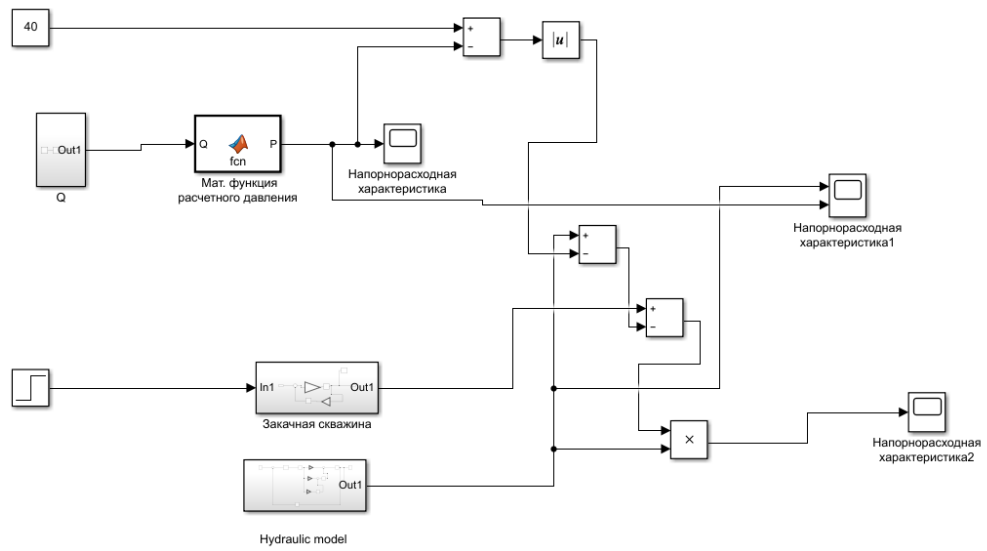 40
+
−
|u|
Out1
Q
Q
P
fcn
Мат. функция
расчетного давления
Напорнорасходная
характеристика
Напорнорасходная
характеристика1
+
−
+
−
In1
Out1
Закачная скважина
×
Напорнорасходная
характеристика2
Out1
Hydraulic model